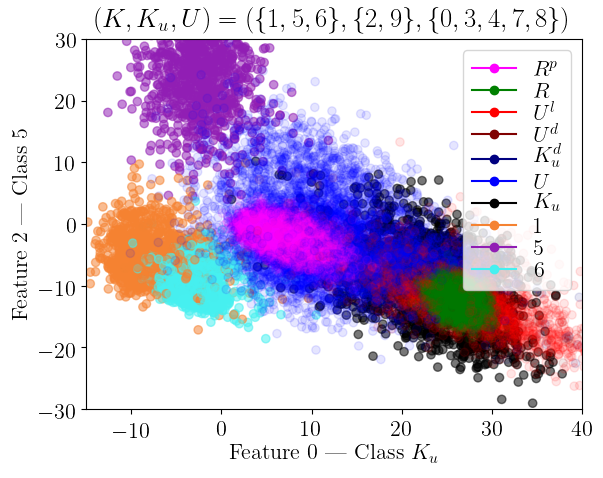 (K, K_u, U) = ({1, 5, 6}, {2, 9}, {0, 3, 4, 7, 8})
30
20
10
0
−10
−20
−30
Feature 2 — Class 5
R^p
R
U^l
U^d
K_u^d
U
K_u
1
5
6
−10 0 10 20 30 40
Feature 0 — Class K_u